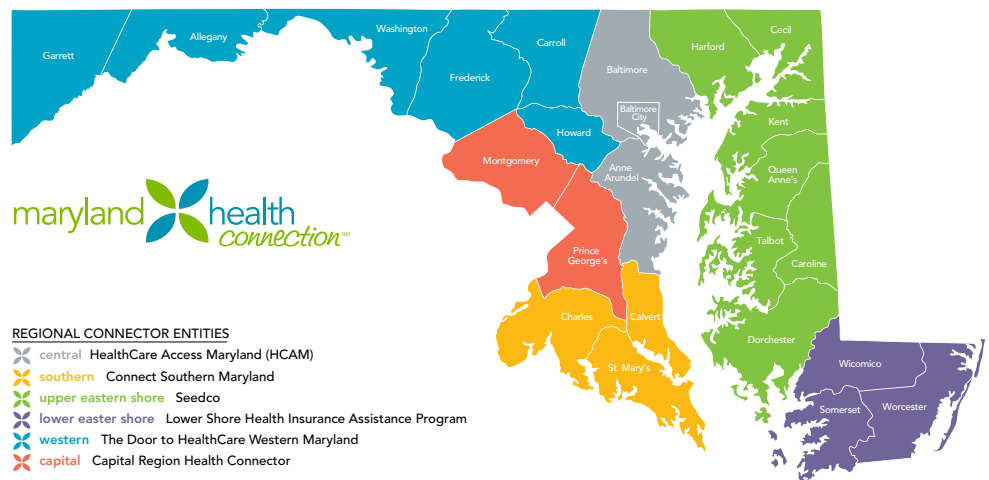 Garrett
Allegany
Washington
Frederick
Carroll
Baltimore
Baltimore
City
Harford
Cecil
Kent
Howard
Montgomery
Anne
Arundel
Queen
Anne's
Talbot
Caroline
Prince
George's
Charles
Calvert
St. Mary's
Dorchester
Wicomico
Somerset
Worcester
maryland health
connection SM
REGIONAL CONNECTOR ENTITIES
central HealthCare Access Maryland (HCAM)
southern Connect Southern Maryland
upper eastern shore Seedco
lower easter shore Lower Shore Health Insurance Assistance Program
western The Door to HealthCare Western Maryland
capital Capital Region Health Connector